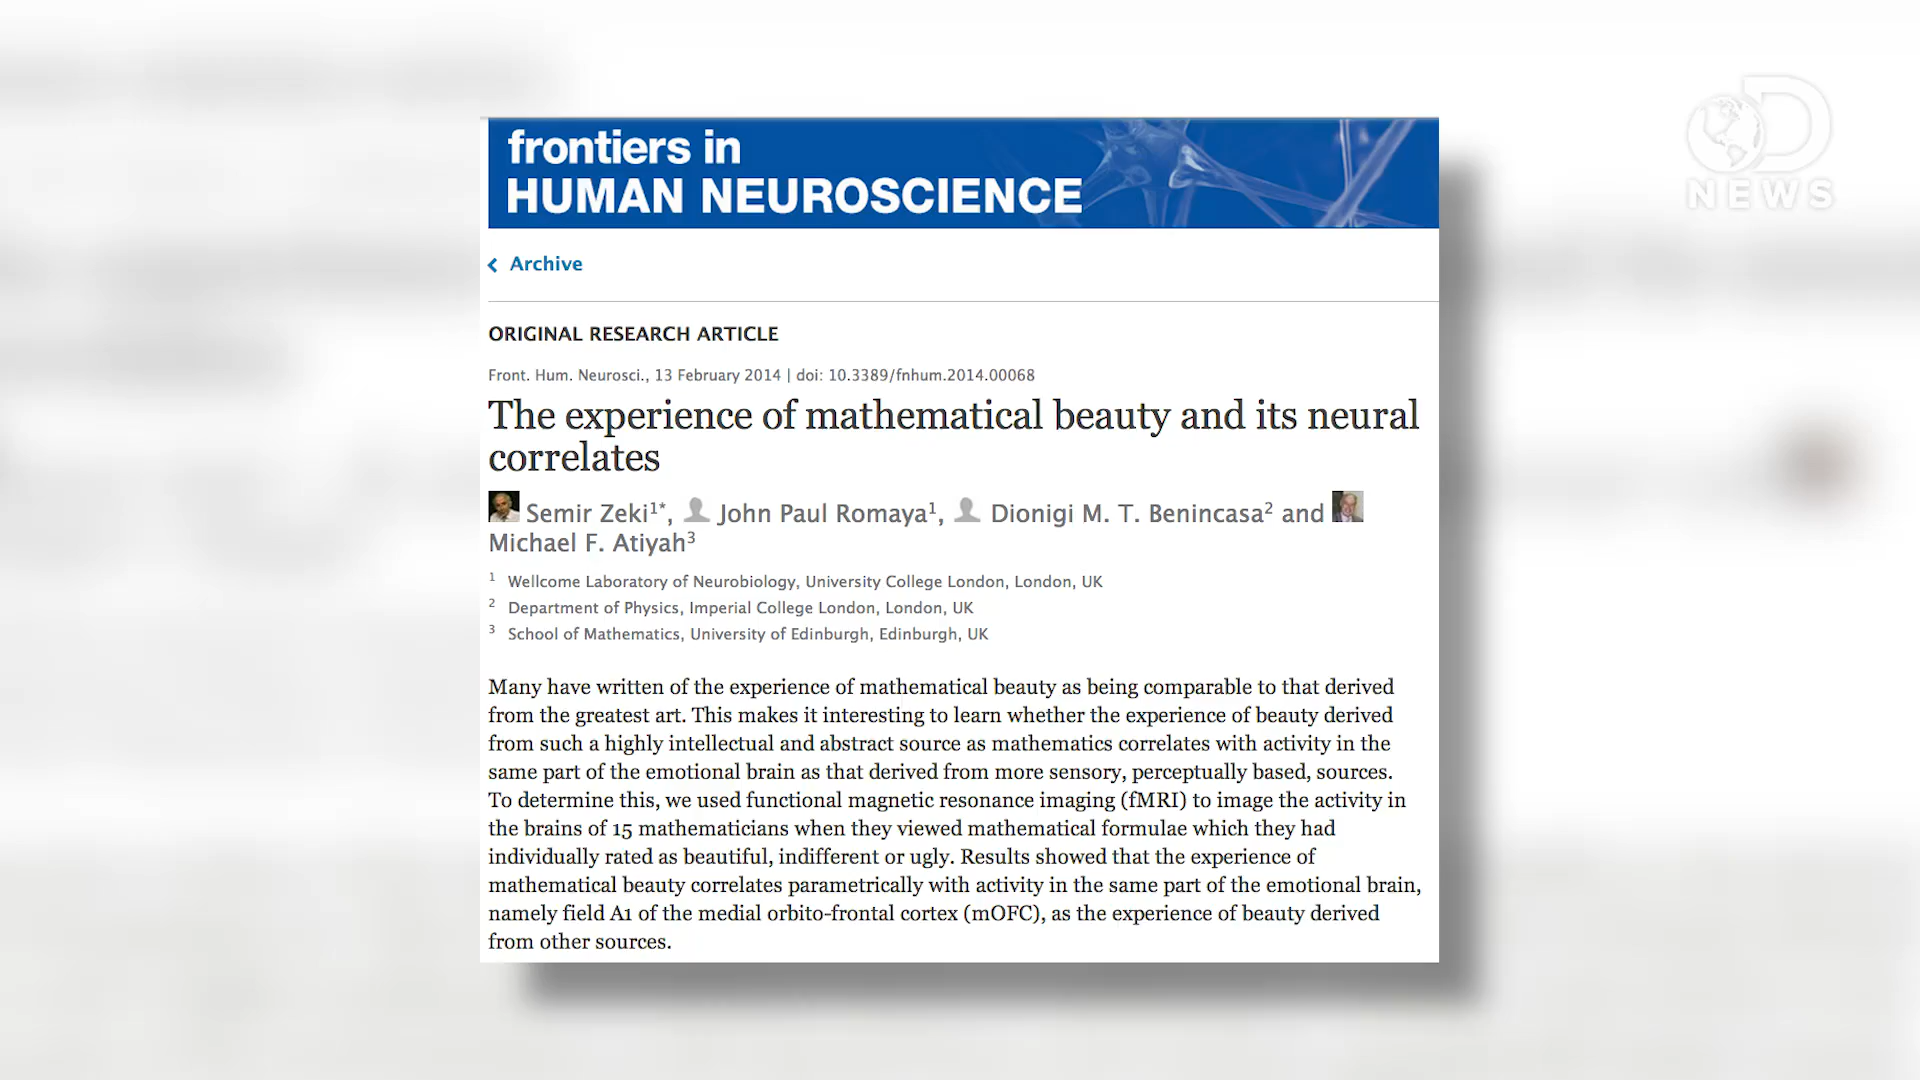 frontiers in
HUMAN NEUROSCIENCE
D
NEWS
Archive
ORIGINAL RESEARCH ARTICLE
Front. Hum. Neurosci., 13 February 2014 | doi: 10.3389/fnhum.2014.00068
The experience of mathematical beauty and its neural
correlates
Semir Zeki1*, John Paul Romaya1, Dionigi M. T. Benincasa2 and
Michael F. Atiyah3
1 Wellcome Laboratory of Neurobiology, University College London, London, UK
2 Department of Physics, Imperial College London, London, UK
3 School of Mathematics, University of Edinburgh, Edinburgh, UK
Many have written of the experience of mathematical beauty as being comparable to that derived
from the greatest art. This makes it interesting to learn whether the experience of beauty derived
from such a highly intellectual and abstract source as mathematics correlates with activity in the
same part of the emotional brain as that derived from more sensory, perceptually based, sources.
To determine this, we used functional magnetic resonance imaging (fMRI) to image the activity in
the brains of 15 mathematicians when they viewed mathematical formulae which they had
individually rated as beautiful, indifferent or ugly. Results showed that the experience of
mathematical beauty correlates parametrically with activity in the same part of the emotional brain,
namely field A1 of the medial orbito-frontal cortex (mOFC), as the experience of beauty derived
from other sources.